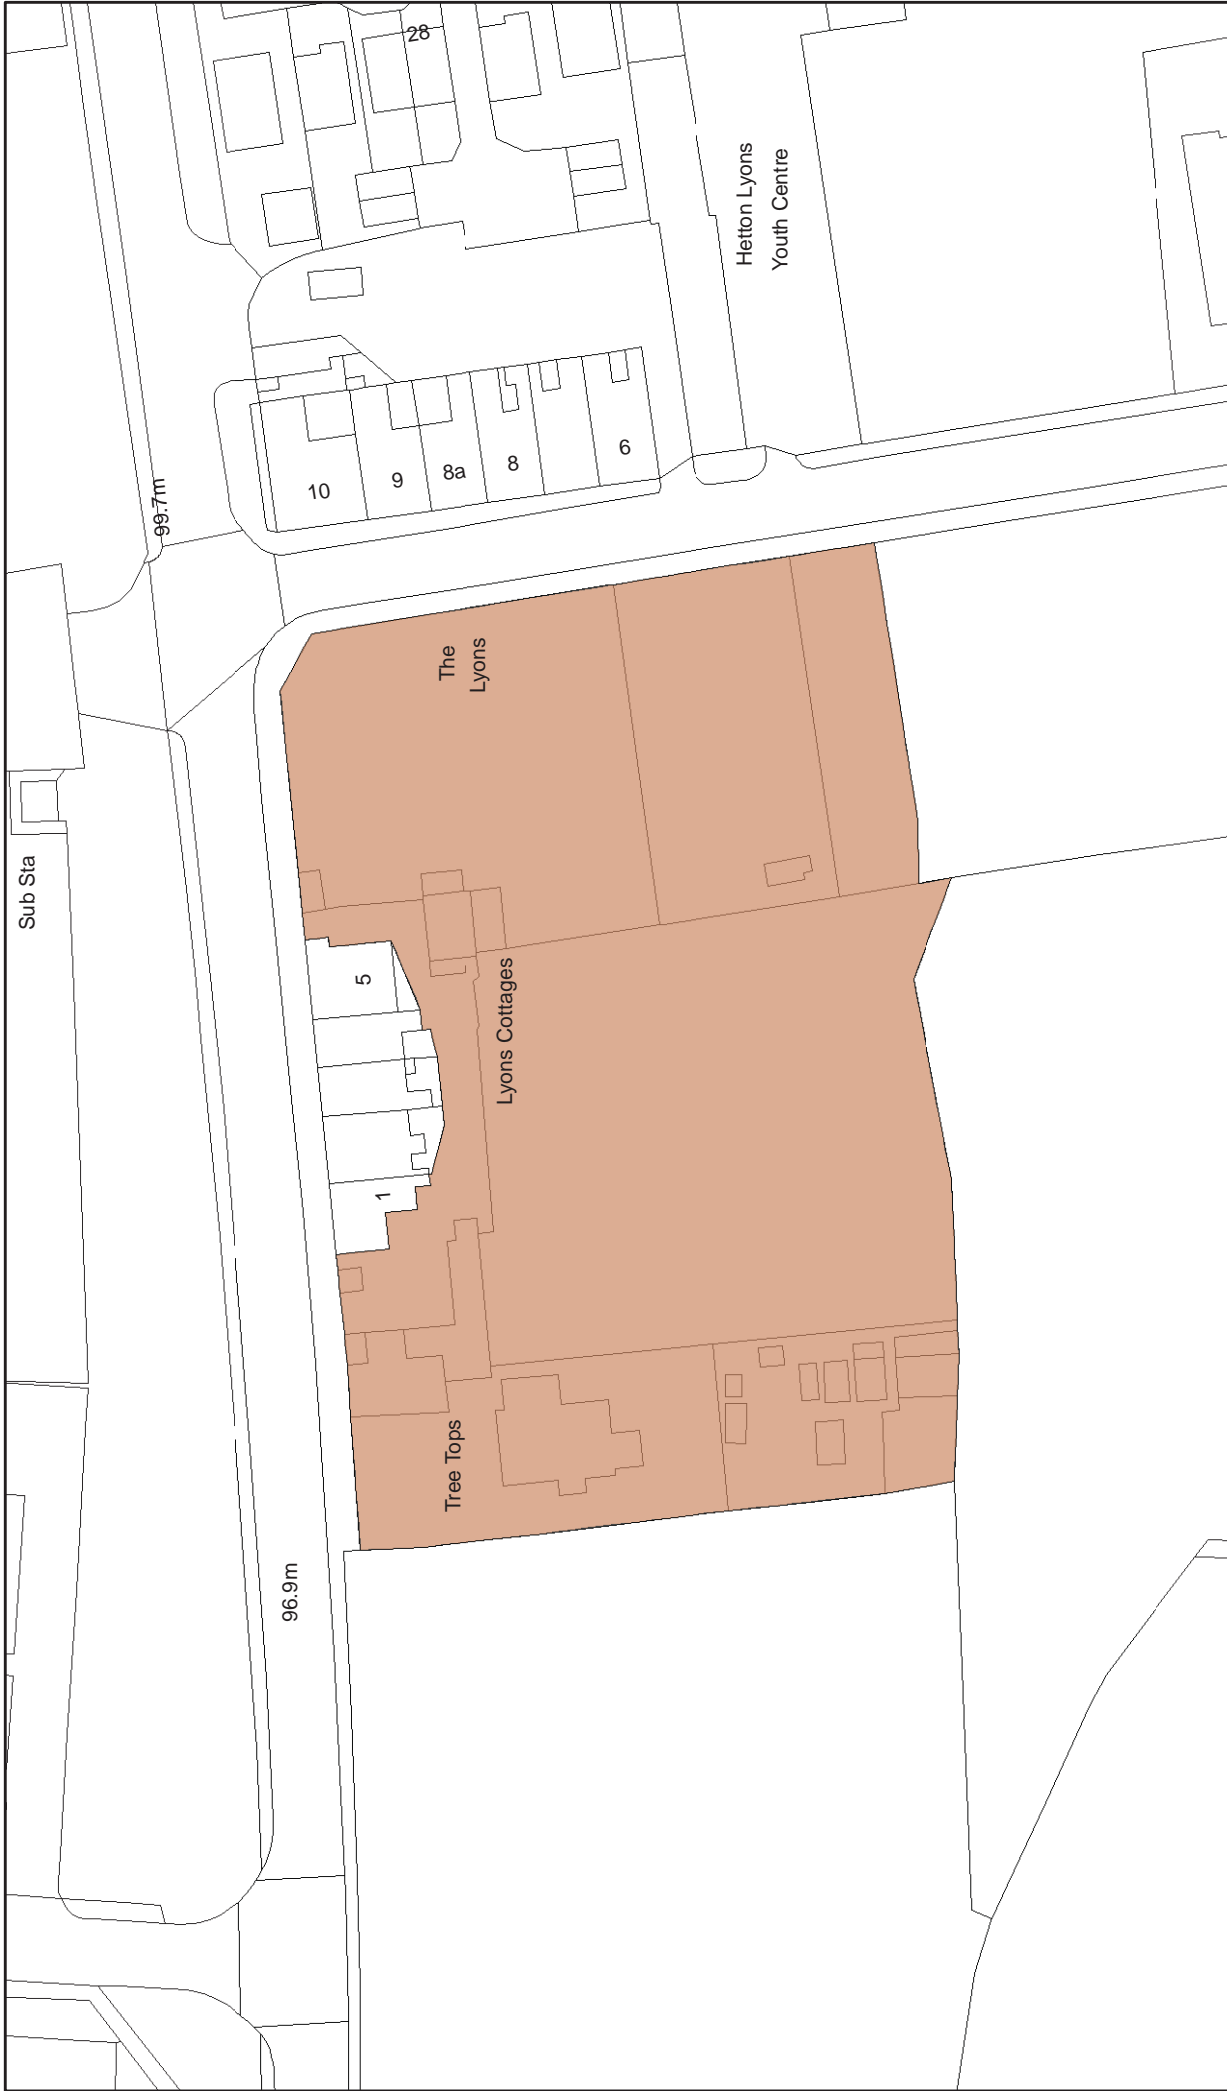 28
Hetton Lyons
Youth Centre
99.7m
10
9
8a
8
6
The
Lyons
Sub Sta
5
Lyons Cottages
1
Tree Tops
96.9m